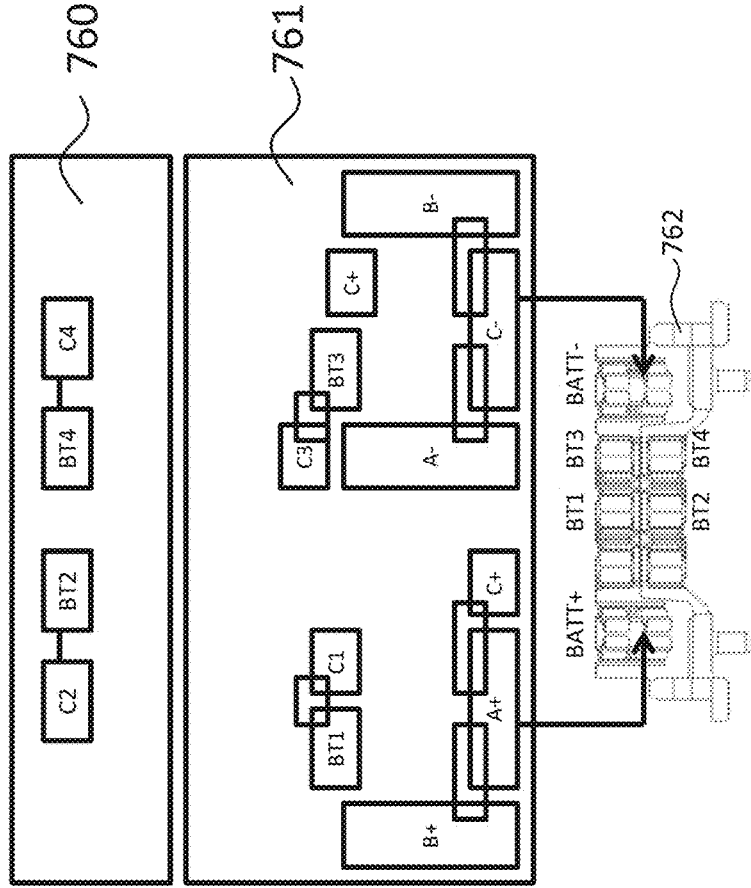 760
C2
BT2
BT4
C4
761
BT1
C1
C3
BT3
C+
B+
A+
C+
A-
C-
B-
BATT+
BT1
BT3
BATT-
BT2
BT4
762